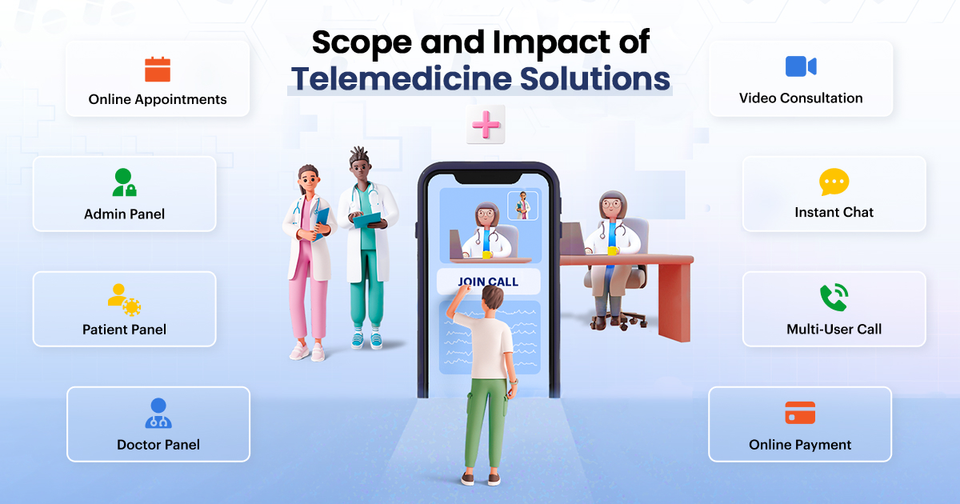 Scope and Impact of
Telemedicine Solutions
Online Appointments
Admin Panel
Patient Panel
Doctor Panel
JOIN CALL
Video Consultation
Instant Chat
Multi-User Call
Online Payment